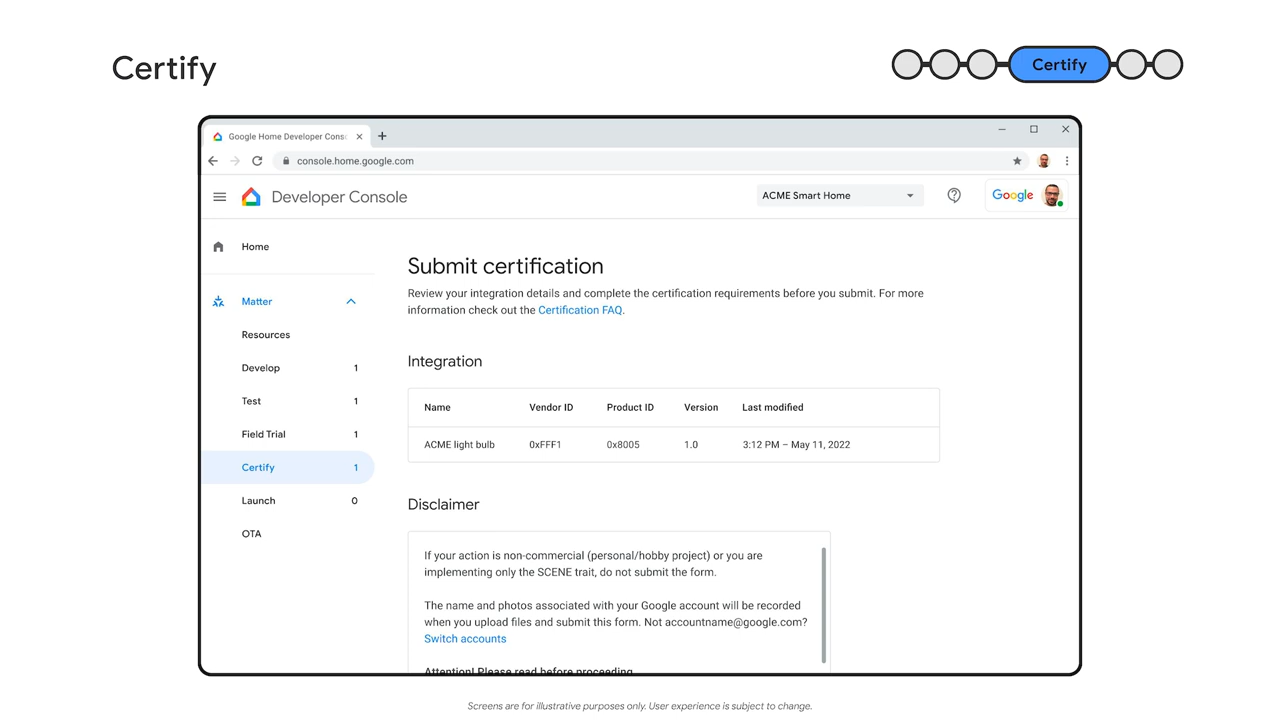 Certify
Certify
Google Home Developer Cons
console.home.google.com
Developer Console
ACME Smart Home
Google
Home
Matter
Resources
Develop 1
Test 1
Field Trial 1
Certify 1
Launch 0
OTA
Submit certification
Review your integration details and complete the certification requirements before you submit. For more
information check out the Certification FAQ.
Integration
Name Vendor ID Product ID Version Last modified
ACME light bulb 0xFFF1 0x8005 1.0 3:12 PM – May 11, 2022
Disclaimer
If your action is non-commercial (personal/hobby project) or you are
implementing only the SCENE trait, do not submit the form.
The name and photos associated with your Google account will be recorded
when you upload files and submit this form. Not accountname@google.com?
Switch accounts
Attention! Please read before proceeding
Screens are for illustrative purposes only. User experience is subject to change.